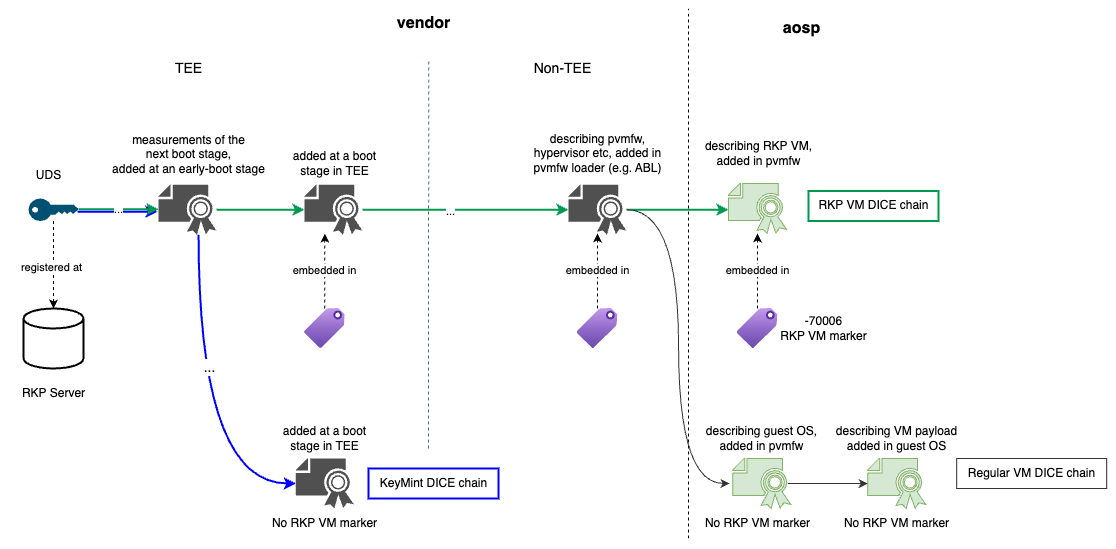 vendor
aosp
TEE
Non-TEE
measurements of the
next boot stage,
added at an early-boot stage
added at a boot
stage in TEE
describing pvmfw,
hypervisor etc, added in
pvmfw loader (e.g. ABL)
describing RKP VM,
added in pvmfw
UDS
...
...
RKP VM DICE chain
registered at
embedded in
embedded in
embedded in
-70006
RKP VM marker
RKP Server
...
added at a boot
stage in TEE
KeyMint DICE chain
No RKP VM marker
describing guest OS,
added in pvmfw
describing VM payload
added in guest OS
Regular VM DICE chain
No RKP VM marker
No RKP VM marker